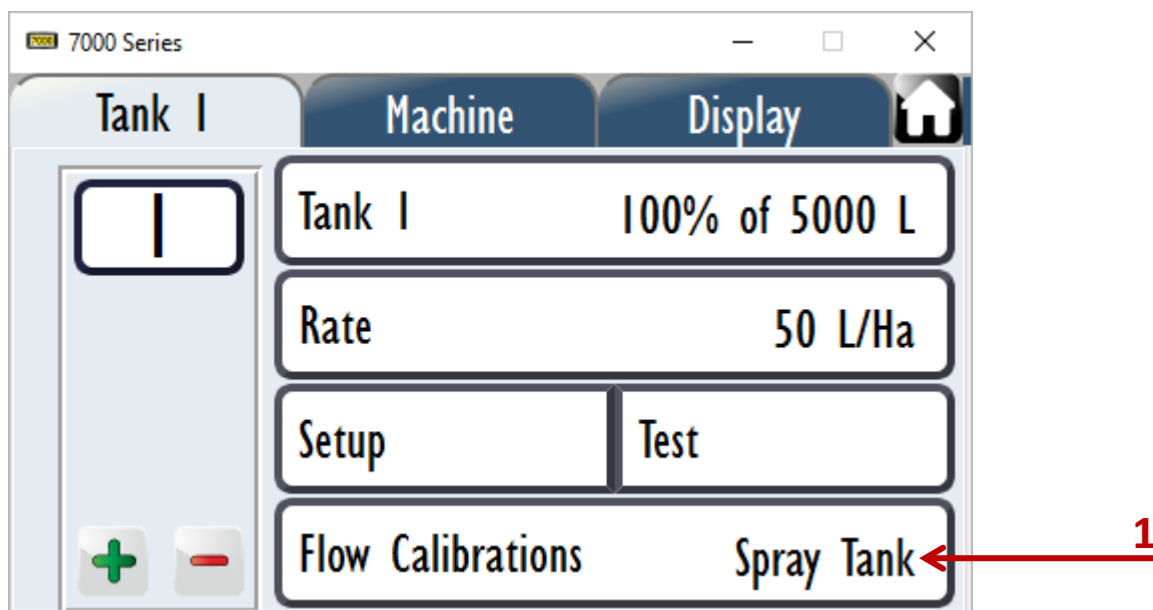 7000 Series
Tank 1 Machine Display
1
Tank 1 100% of 5000 L
Rate 50 L/Ha
Setup Test
Flow Calibrations Spray Tank
1